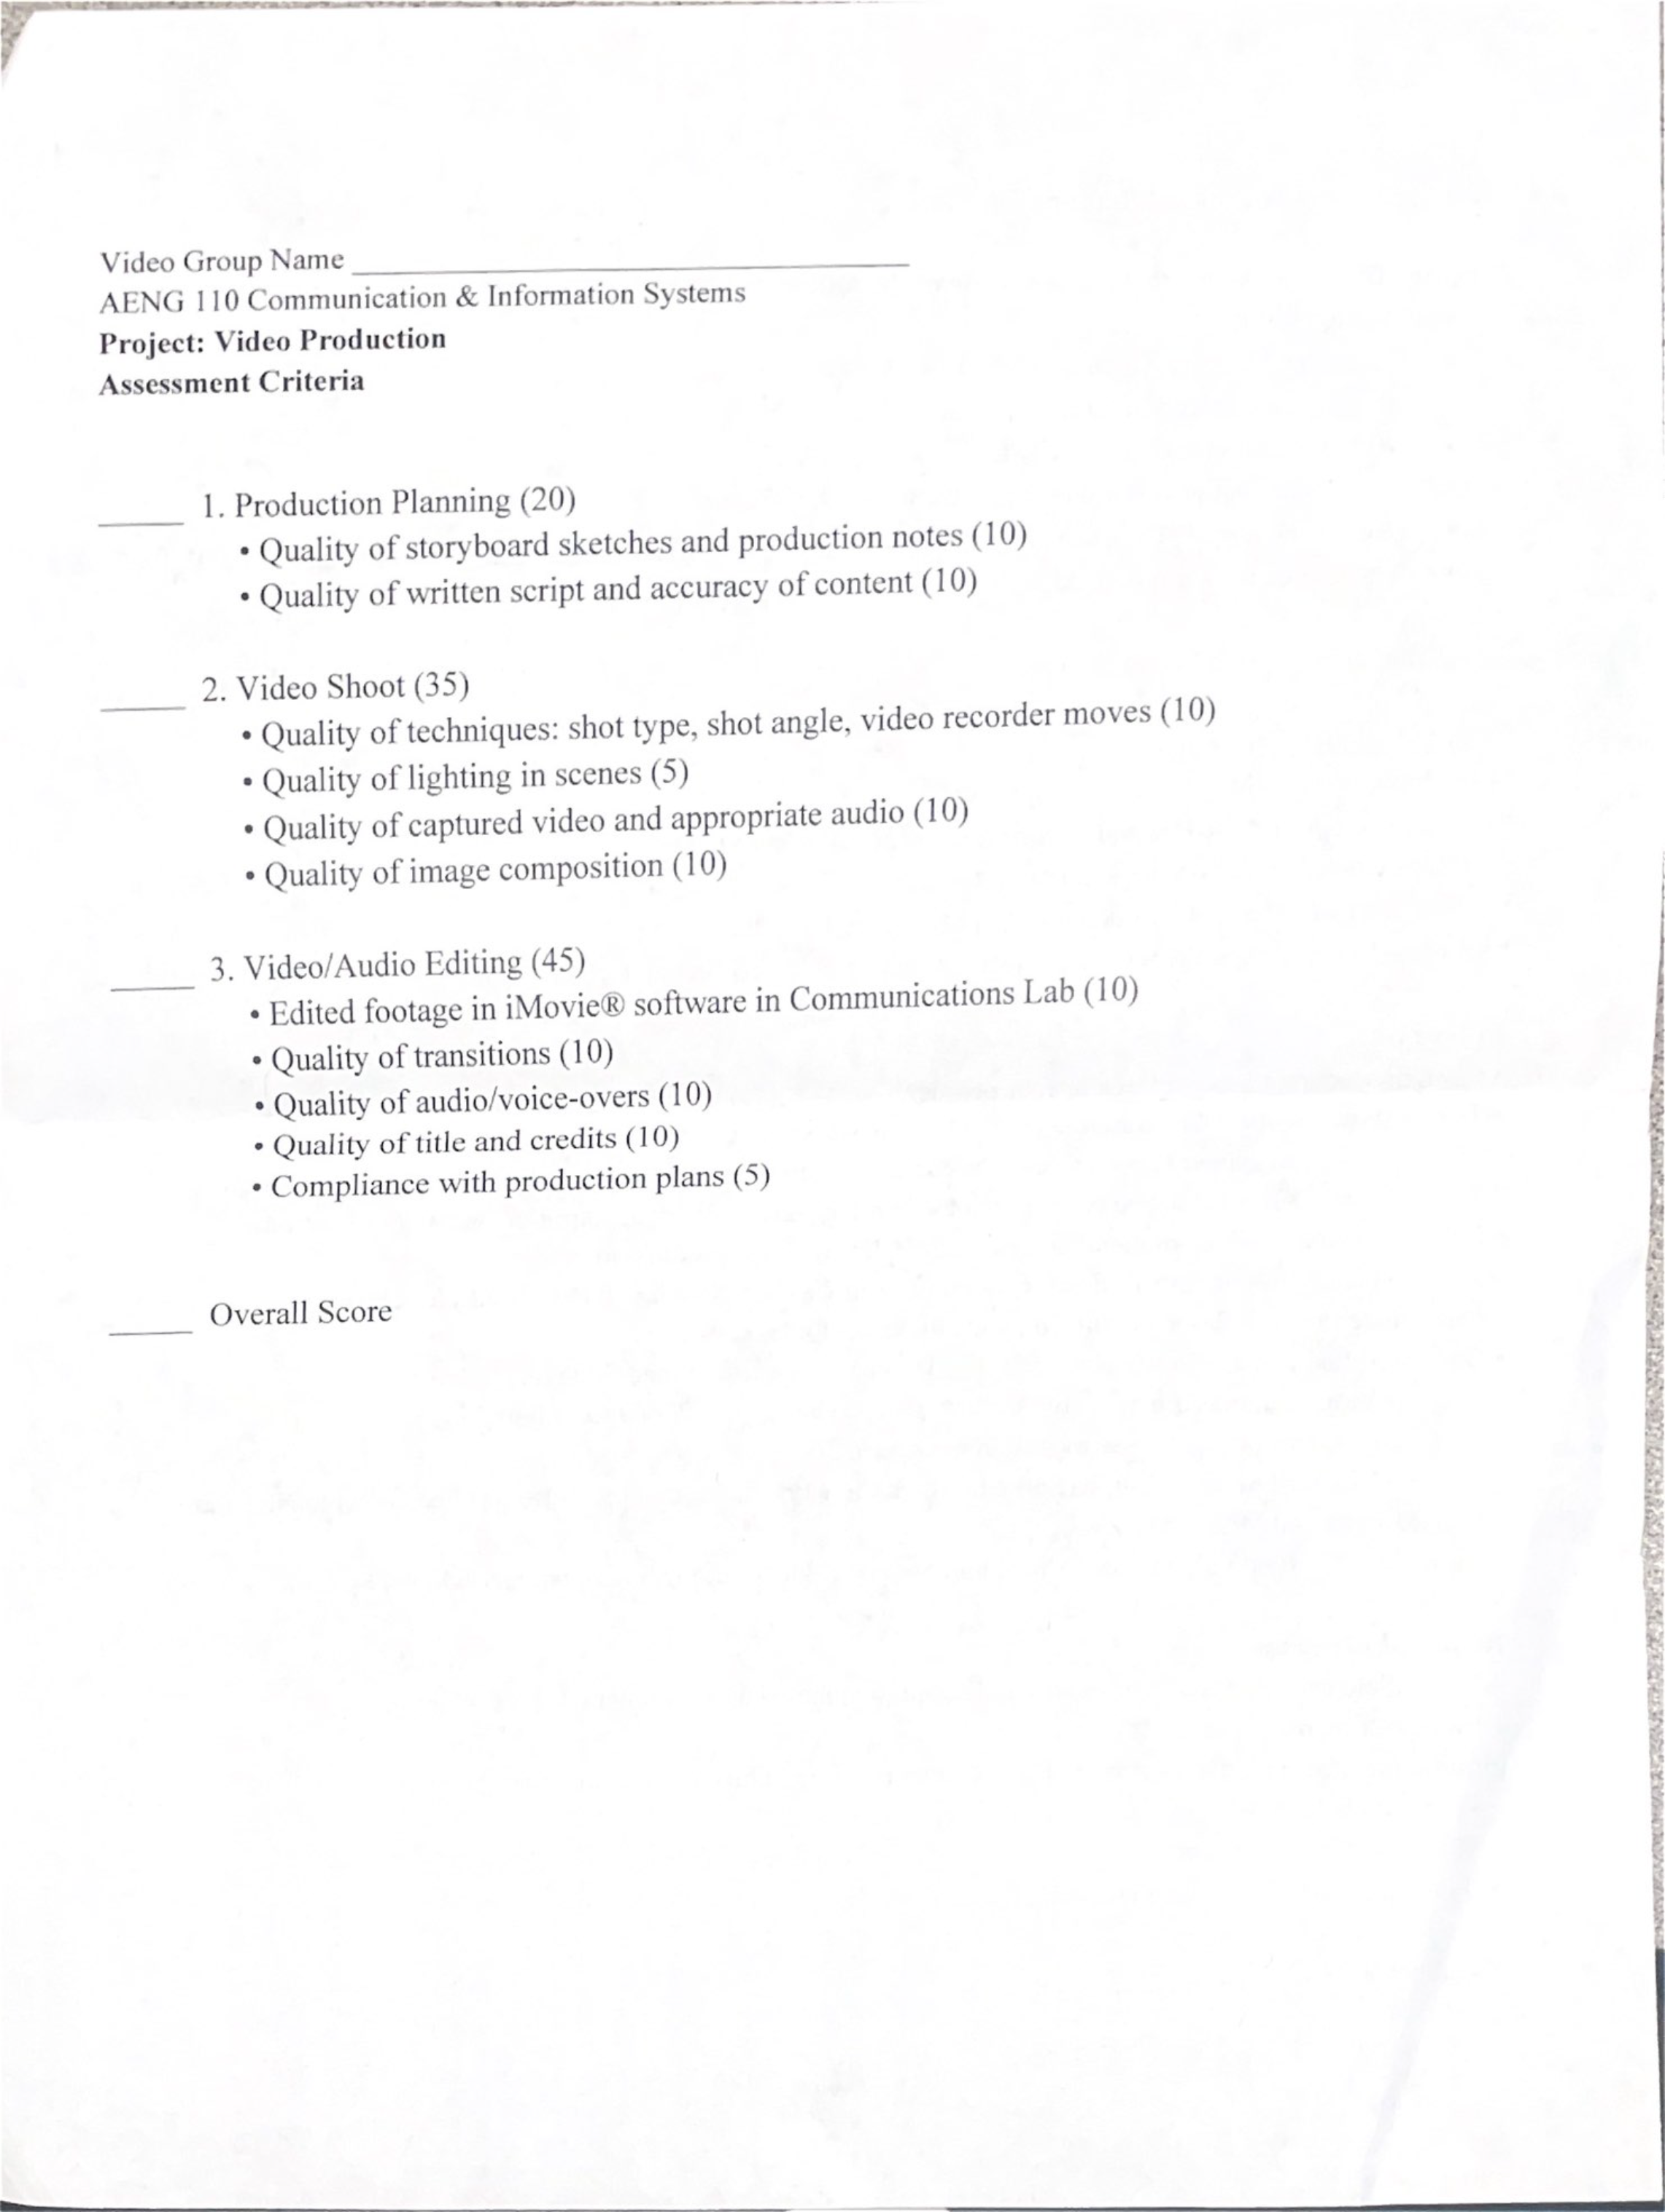 Video Group Name ____________________
AENG 110 Communication & Information Systems
Project: Video Production
Assessment Criteria
_____ 1. Production Planning (20)
• Quality of storyboard sketches and production notes (10)
• Quality of written script and accuracy of content (10)
_____ 2. Video Shoot (35)
• Quality of techniques: shot type, shot angle, video recorder moves (10)
• Quality of lighting in scenes (5)
• Quality of captured video and appropriate audio (10)
• Quality of image composition (10)
_____ 3. Video/Audio Editing (45)
• Edited footage in iMovie® software in Communications Lab (10)
• Quality of transitions (10)
• Quality of audio/voice-overs (10)
• Quality of title and credits (10)
• Compliance with production plans (5)
_____ Overall Score